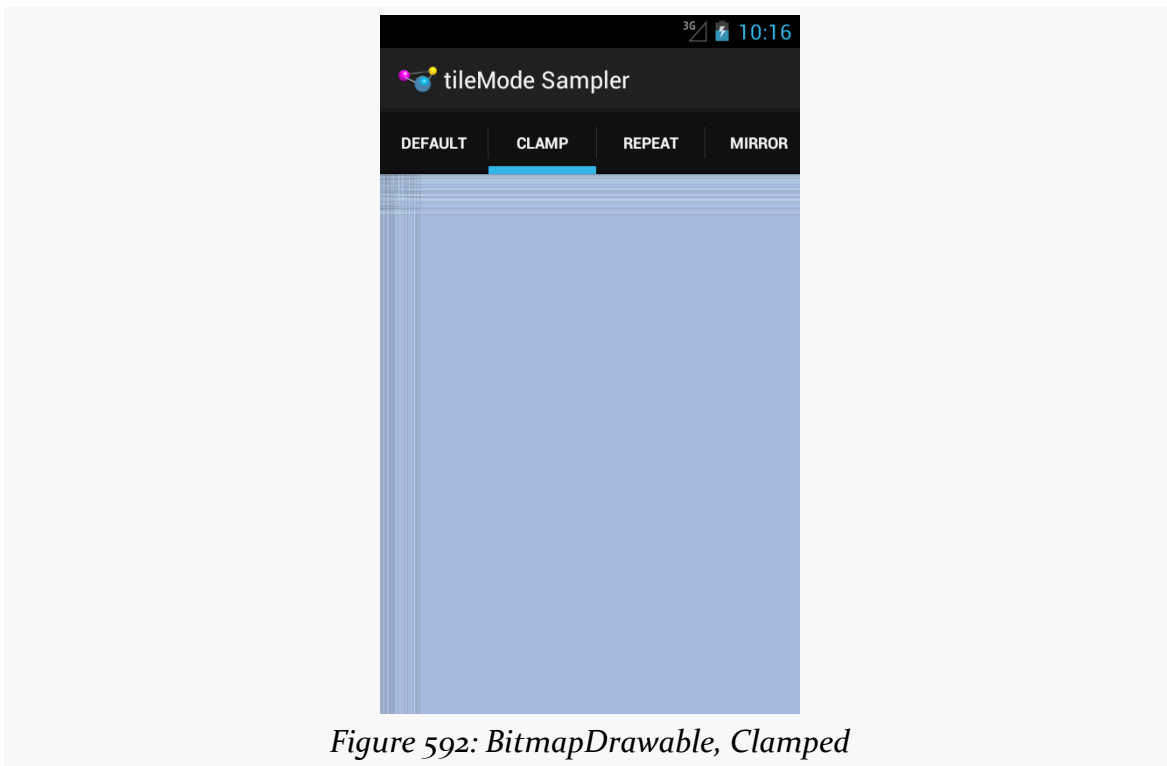 3G 10:16
tileMode Sampler
DEFAULT CLAMP REPEAT MIRROR
Figure 592: BitmapDrawable, Clamped